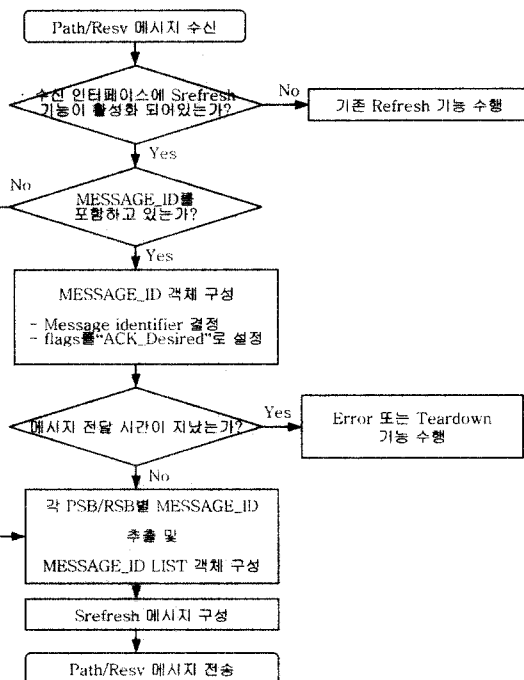 Path/Resv 메시지 수신
수신 인터페이스에 Srefresh
기능이 활성화 되어있는가?
No
기존 Refresh 기능 수행
Yes
No
MESSAGE_ID를
포함하고 있는가?
Yes
MESSAGE_ID 객체 구성
- Message identifier 결정
- flags를“ACK_Desired”로 설정
메시지 전달 시간이 지났는가?
Yes
Error 또는 Teardown
기능 수행
No
각 PSB/RSB별 MESSAGE_ID
추출 및
MESSAGE_ID LIST 객체 구성
Srefresh 메시지 구성
Path/Resv 메시지 전송